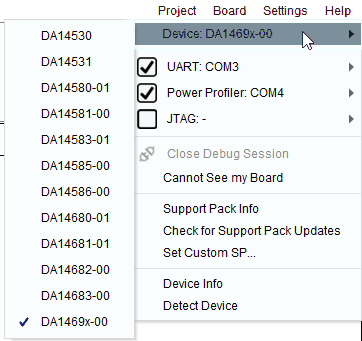 Project Board Settings Help
Device: DA1469x-00
UART: COM3
Power Profiler: COM4
JTAG: -
Close Debug Session
Cannot See my Board
Support Pack Info
Check for Support Pack Updates
Set Custom SP...
Device Info
Detect Device
DA14530
DA14531
DA14580-01
DA14581-00
DA14583-01
DA14585-00
DA14586-00
DA14680-01
DA14681-01
DA14682-00
DA14683-00
DA1469x-00